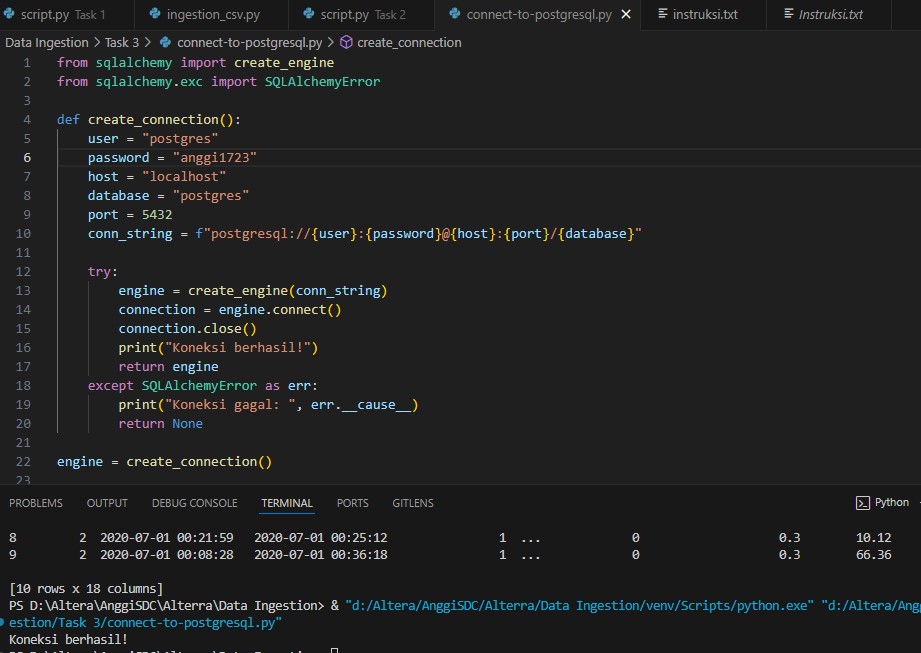 script.py Task 1 ingestion_csv.py script.py Task 2 connect-to-postgresql.py instruksi.txt Instruksi.txt
Data Ingestion > Task 3 > connect-to-postgresql.py > create_connection
1 from sqlalchemy import create_engine
2 from sqlalchemy.exc import SQLAlchemyError
3
4 def create_connection():
5 user = "postgres"
6 password = "anggi1723"
7 host = "localhost"
8 database = "postgres"
9 port = 5432
10 conn_string = f"postgresql://{user}:{password}@{host}:{port}/{database}"
11
12 try:
13 engine = create_engine(conn_string)
14 connection = engine.connect()
15 connection.close()
16 print("Koneksi berhasil!")
17 return engine
18 except SQLAlchemyError as err:
19 print("Koneksi gagal: ", err.__cause__)
20 return None
21
22 engine = create_connection()
23
PROBLEMS OUTPUT DEBUG CONSOLE TERMINAL PORTS GITLENS Python
8 2 2020-07-01 00:21:59 2020-07-01 00:25:12 1 ... 0 0.3 10.12
9 2 2020-07-01 00:08:28 2020-07-01 00:36:18 1 ... 0 0.3 66.36
[10 rows x 18 columns]
PS D:\Altera\AnggiSDC\Alterra\Data Ingestion> & "d:/Altera/AnggiSDC/Alterra/Data Ingestion/venv/Scripts/python.exe" "d:/Altera/Ang
estion/Task 3/connect-to-postgresql.py"
Koneksi berhasil!